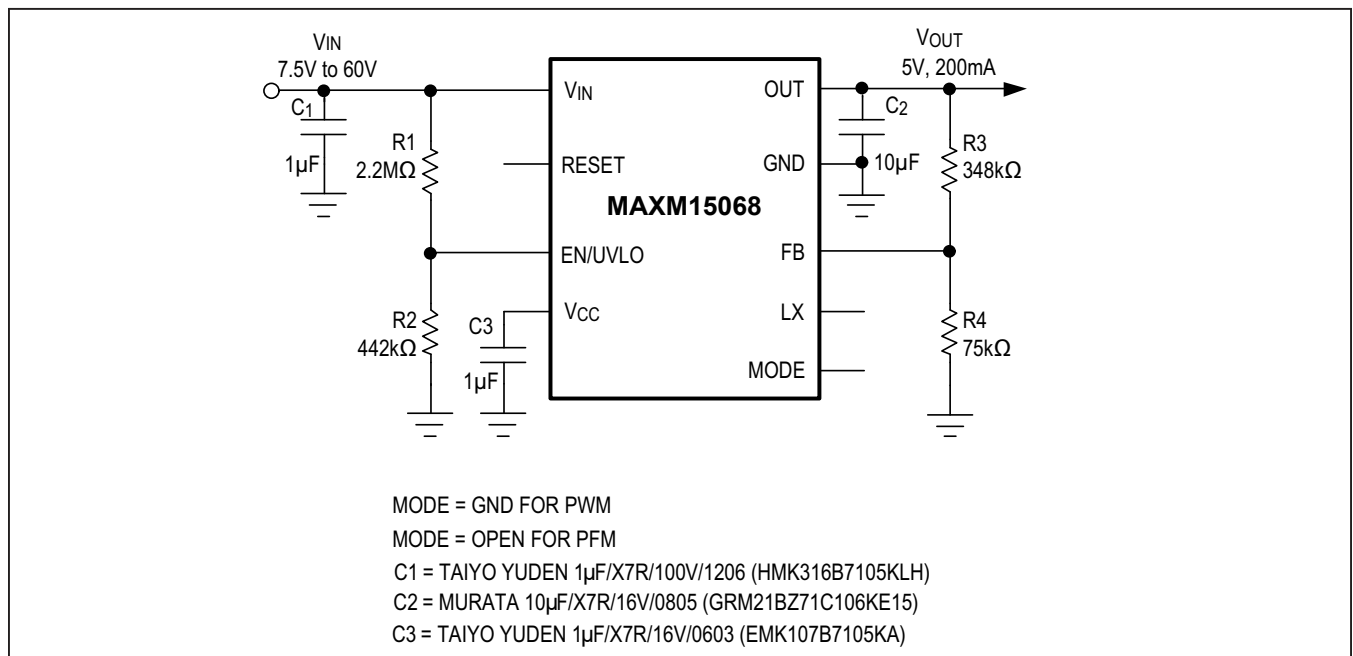 VIN
7.5V to 60V
C1
1µF
R1
2.2MΩ
R2
442kΩ
C3
1µF
VIN
RESET
EN/UVLO
VCC
MAXM15068
OUT
GND
FB
LX
MODE
VOUT
5V, 200mA
C2
10µF
R3
348kΩ
R4
75kΩ
MODE = GND FOR PWM
MODE = OPEN FOR PFM
C1 = TAIYO YUDEN 1µF/X7R/100V/1206 (HMK316B7105KLH)
C2 = MURATA 10µF/X7R/16V/0805 (GRM21BZ71C106KE15)
C3 = TAIYO YUDEN 1µF/X7R/16V/0603 (EMK107B7105KA)